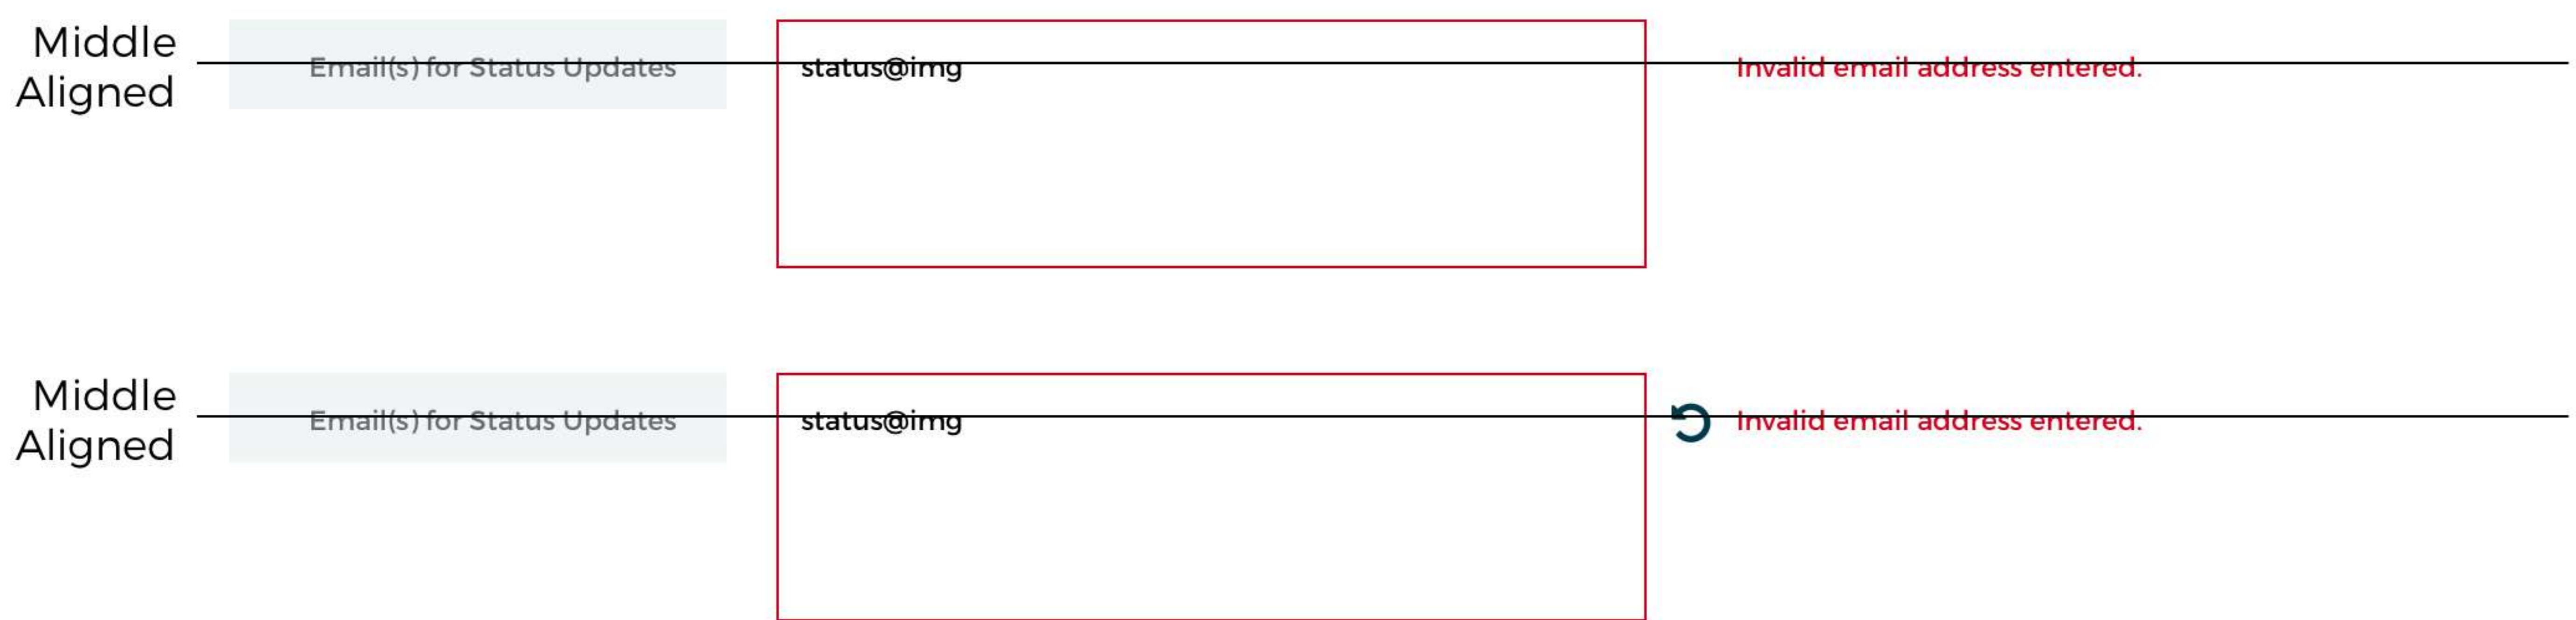 Middle
Aligned
Email(s) for Status Updates
status@img
Invalid email address entered.
Middle
Aligned
Email(s) for Status Updates
status@img
Invalid email address entered.